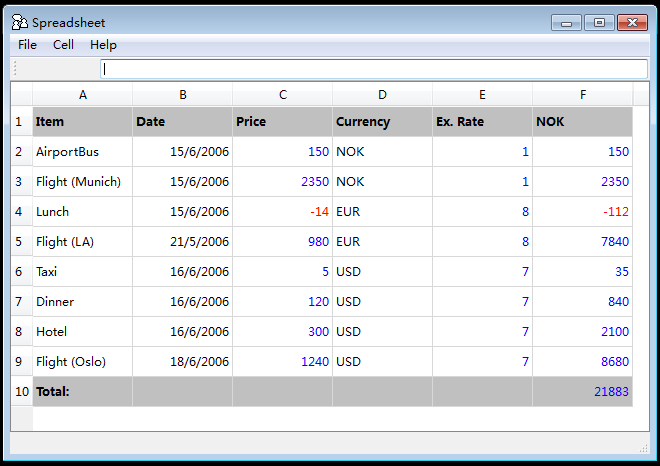 Spreadsheet
File Cell Help
A B C D E F
1 Item Date Price Currency Ex. Rate NOK
2 AirportBus 15/6/2006 150 NOK 1 150
3 Flight (Munich) 15/6/2006 2350 NOK 1 2350
4 Lunch 15/6/2006 -14 EUR 8 -112
5 Flight (LA) 21/5/2006 980 EUR 8 7840
6 Taxi 16/6/2006 5 USD 7 35
7 Dinner 16/6/2006 120 USD 7 840
8 Hotel 16/6/2006 300 USD 7 2100
9 Flight (Oslo) 18/6/2006 1240 USD 7 8680
10 Total: 21883